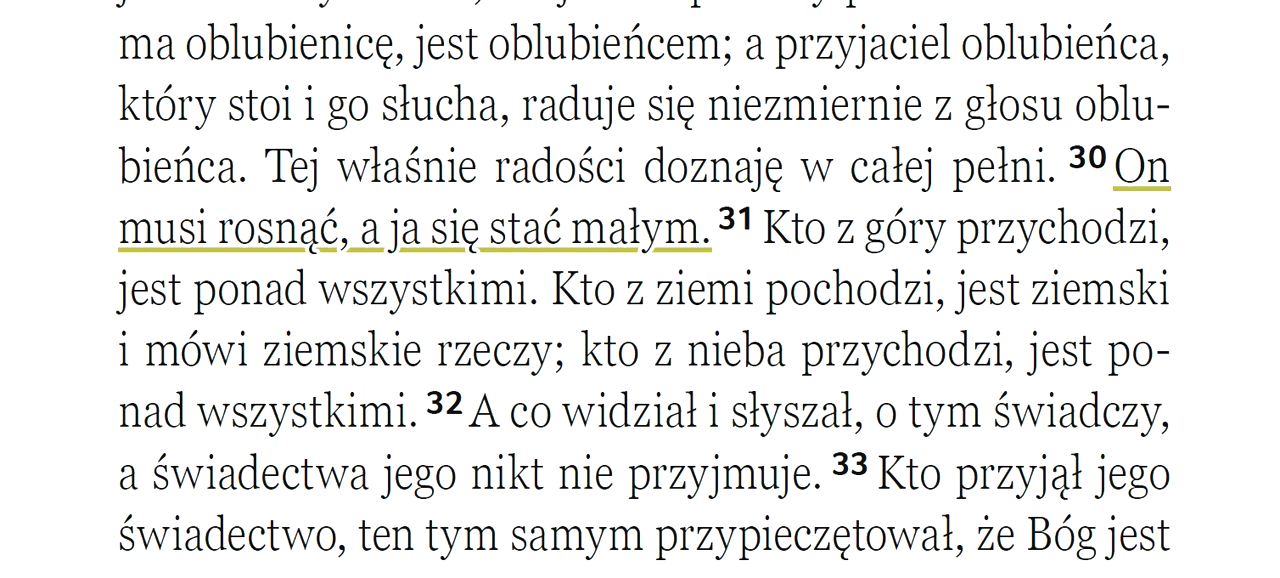 ma oblubienicę, jest oblubieńcem; a przyjaciel oblubieńca,
który stoi i go słucha, raduje się niezmiernie z głosu oblu-
bieńca. Tej właśnie radości doznaję w całej pełni. 30 On
musi rosnąć, a ja się stać małym. 31 Kto z góry przychodzi,
jest ponad wszystkimi. Kto z ziemi pochodzi, jest ziemski
i mówi ziemskie rzeczy; kto z nieba przychodzi, jest po-
nad wszystkimi. 32 A co widział i słyszał, o tym świadczy,
a świadectwa jego nikt nie przyjmuje. 33 Kto przyjął jego
świadectwo, ten tym samym przypieczętował, że Bóg jest